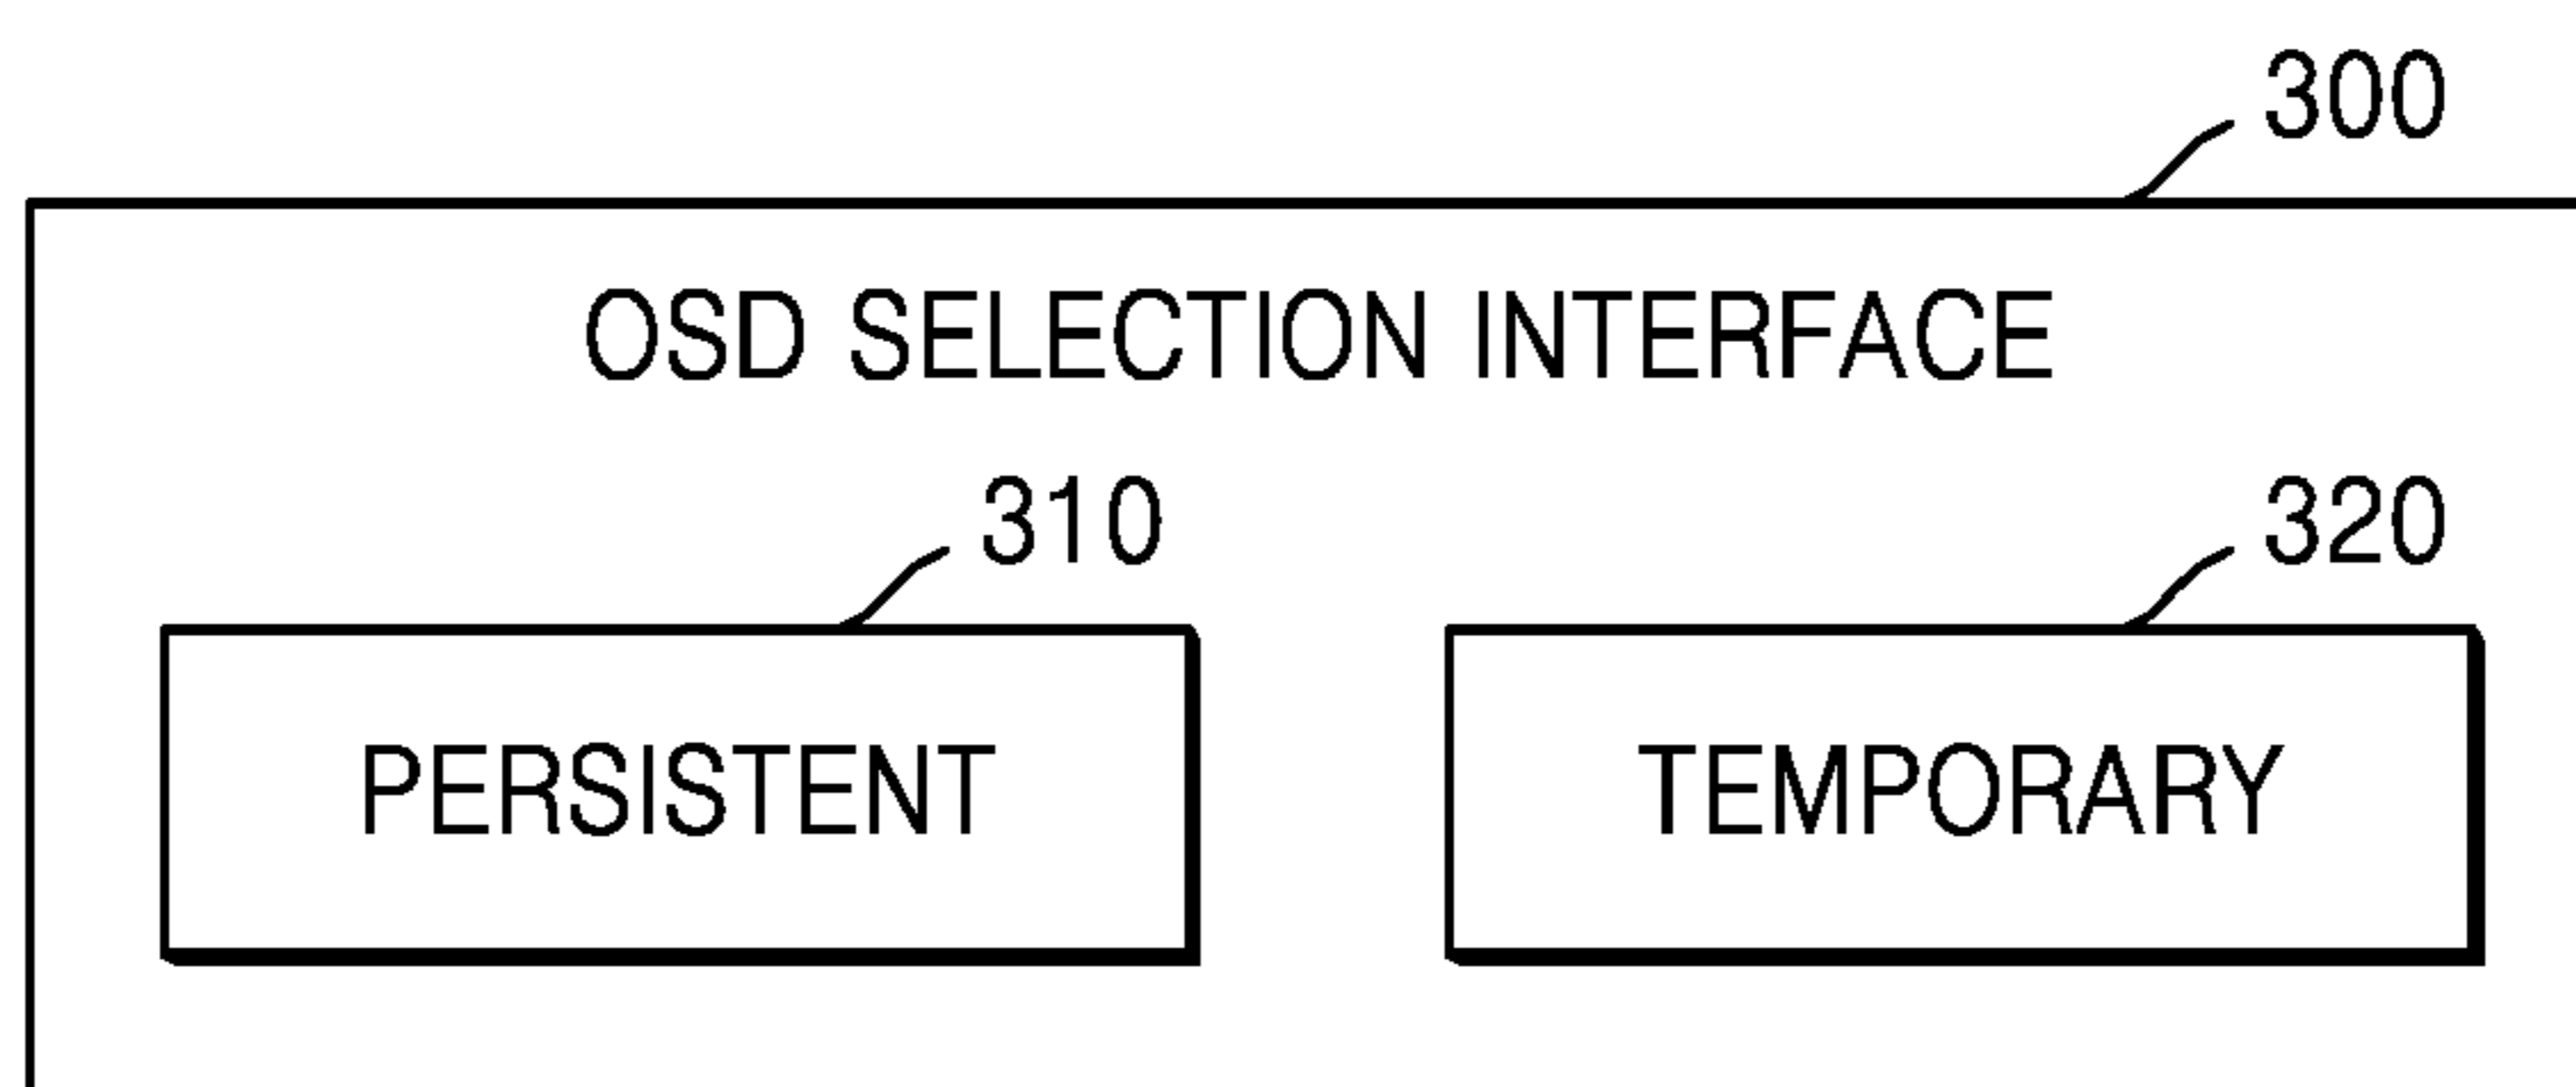 300
OSD SELECTION INTERFACE
310
320
PERSISTENT
TEMPORARY